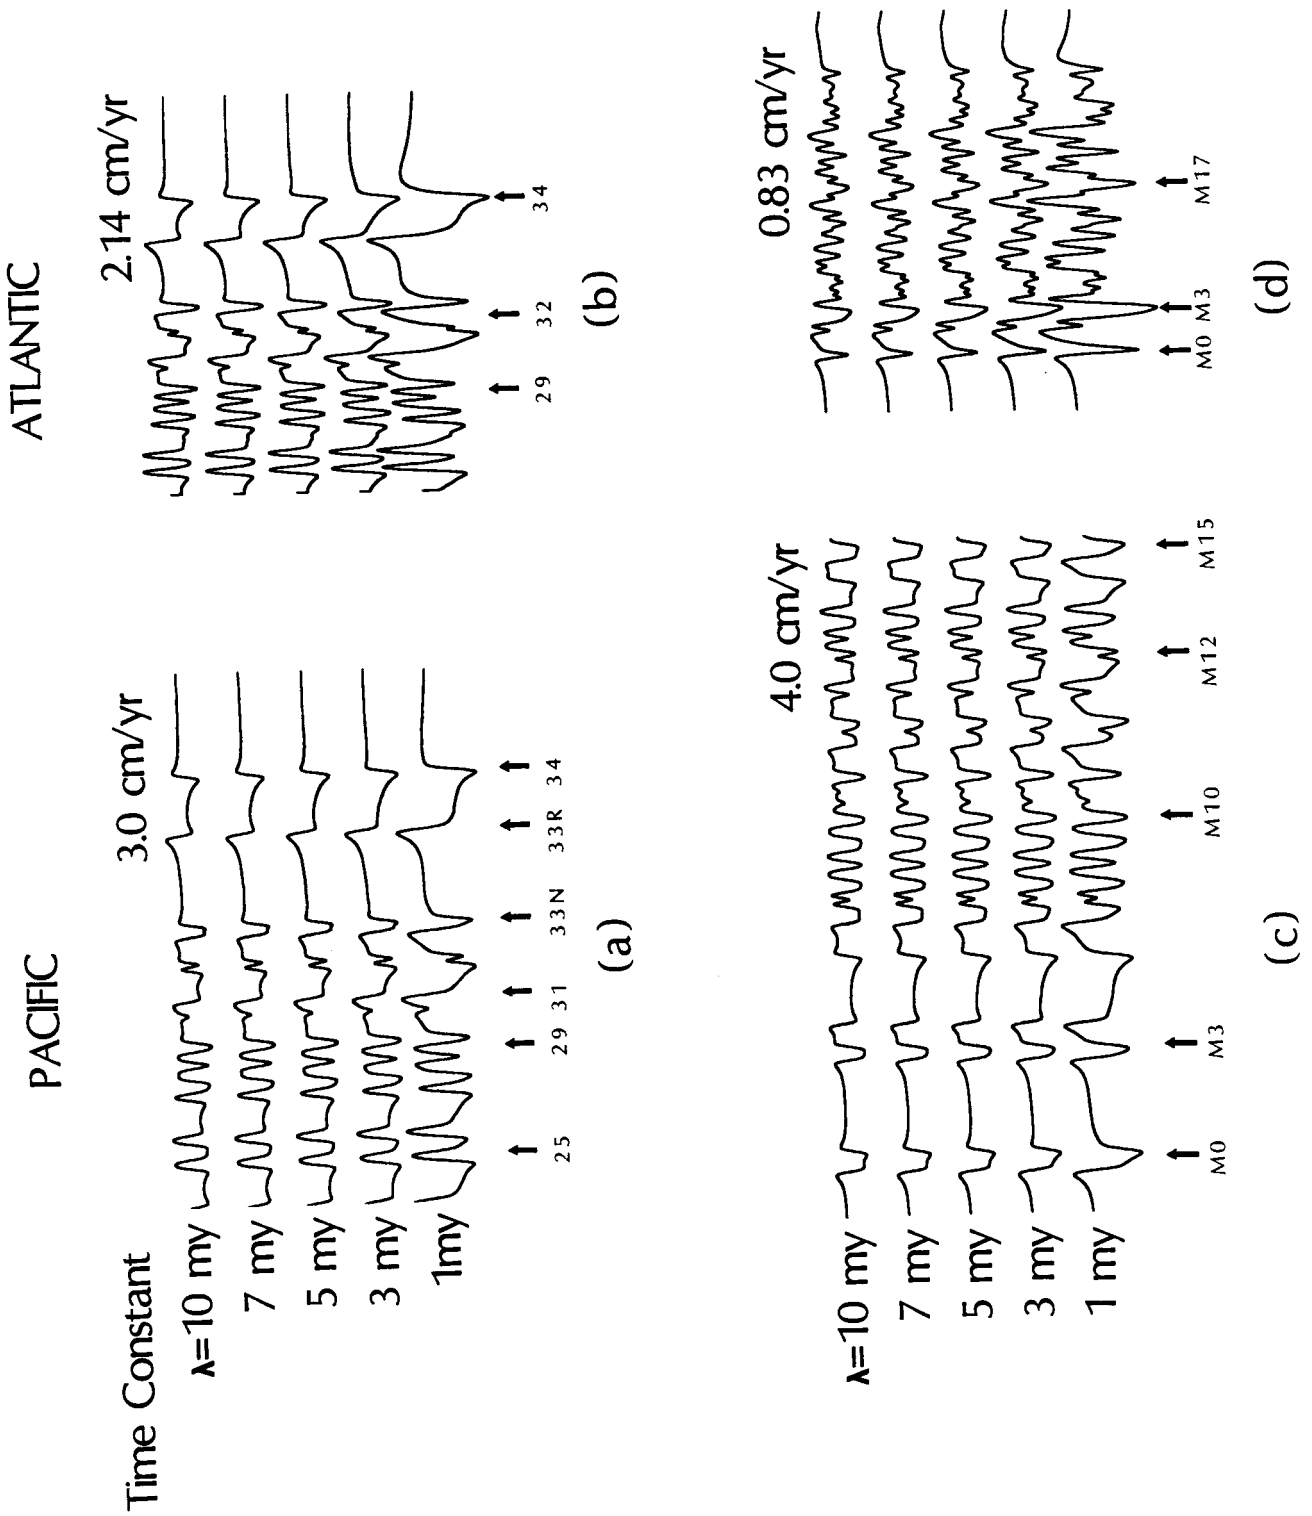 PACIFIC
ATLANTIC
Time Constant
3.0 cm/yr
2.14 cm/yr
λ=10 my
7 my
5 my
3 my
1my
25
29
31
33N
33R
34
29
32
34
(a)
(b)
4.0 cm/yr
0.83 cm/yr
λ=10 my
7 my
5 my
3 my
1 my
M0
M3
M10
M12
M15
M0
M3
M17
(c)
(d)